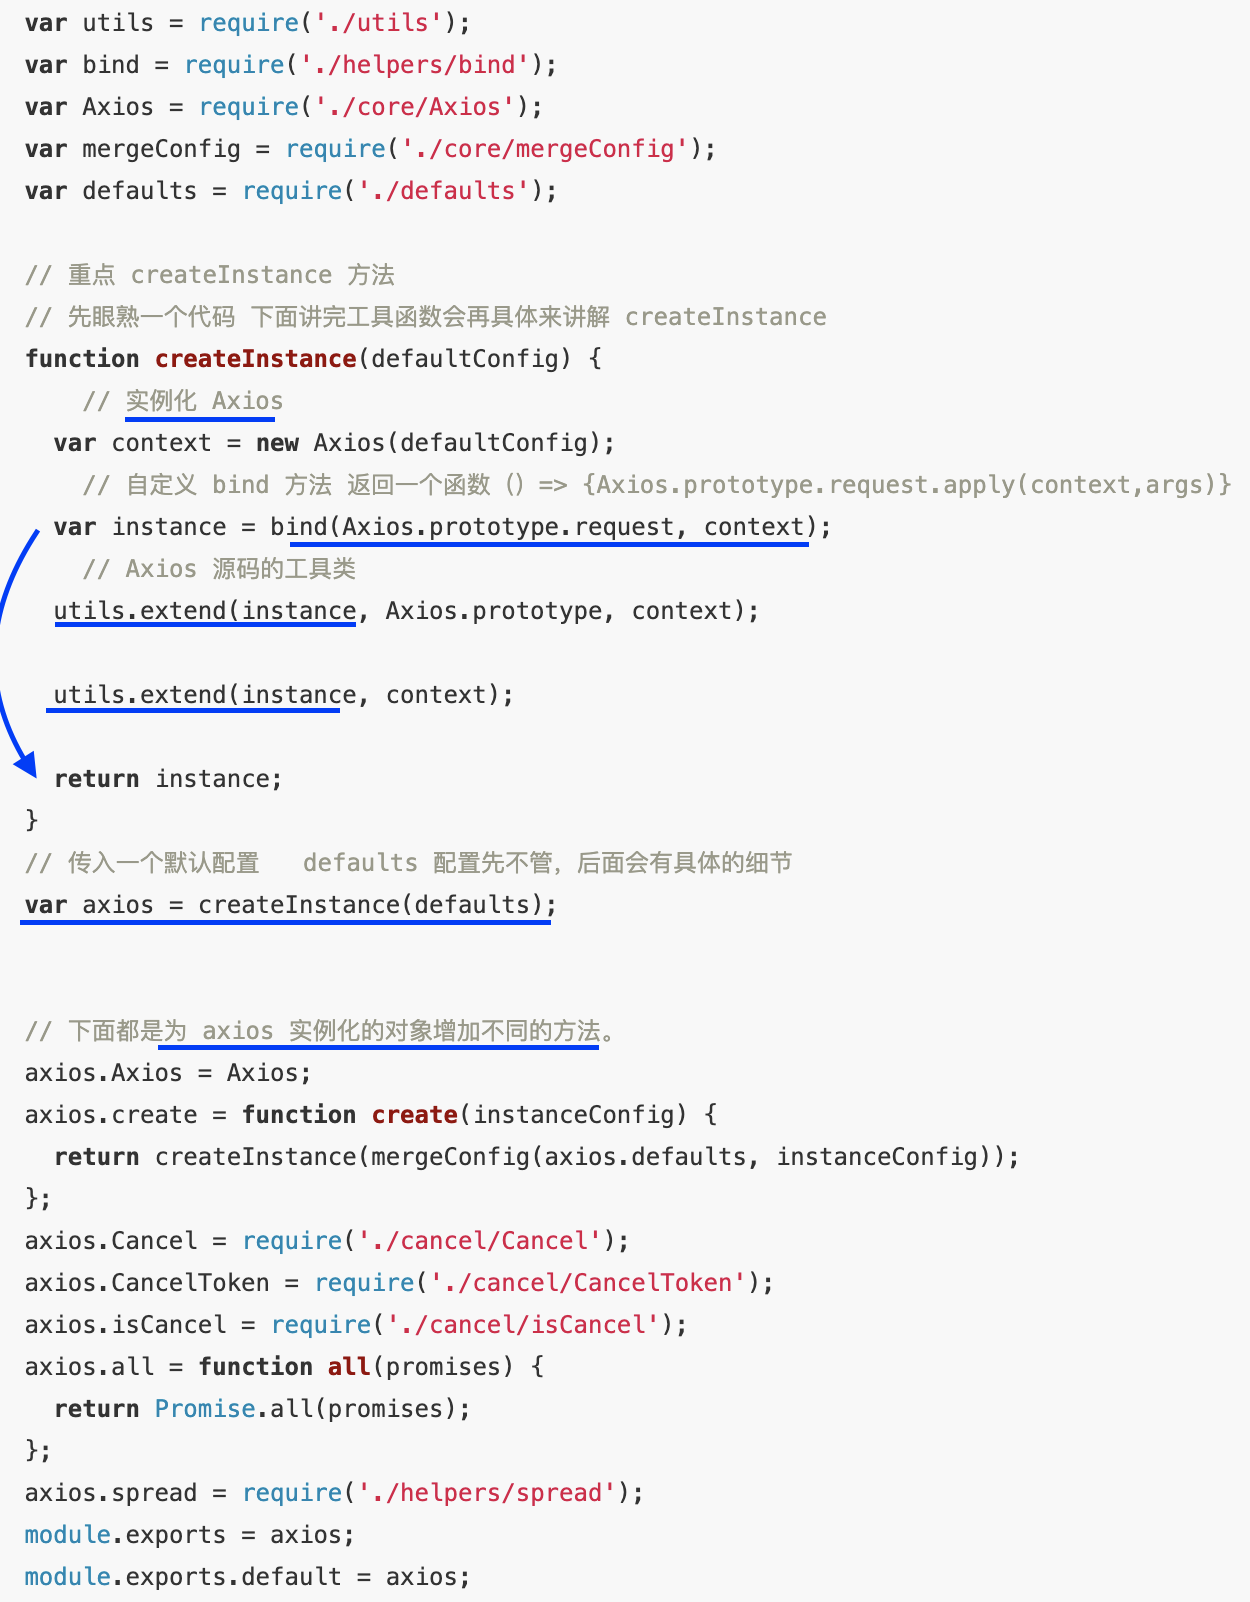 var utils = require('./utils');
var bind = require('./helpers/bind');
var Axios = require('./core/Axios');
var mergeConfig = require('./core/mergeConfig');
var defaults = require('./defaults');
// 重点 createInstance 方法
// 先眼熟一个代码 下面讲完工具函数会再具体来讲解 createInstance
function createInstance(defaultConfig) {
    // 实例化 Axios
  var context = new Axios(defaultConfig);
    // 自定义 bind 方法 返回一个函数 () => {Axios.prototype.request.apply(context,args)}
  var instance = bind(Axios.prototype.request, context);
    // Axios 源码的工具类
  utils.extend(instance, Axios.prototype, context);
  utils.extend(instance, context);
  return instance;
}
// 传入一个默认配置   defaults 配置先不管，后面会有具体的细节
var axios = createInstance(defaults);
// 下面都是为 axios 实例化的对象增加不同的方法。
axios.Axios = Axios;
axios.create = function create(instanceConfig) {
  return createInstance(mergeConfig(axios.defaults, instanceConfig));
};
axios.Cancel = require('./cancel/Cancel');
axios.CancelToken = require('./cancel/CancelToken');
axios.isCancel = require('./cancel/isCancel');
axios.all = function all(promises) {
  return Promise.all(promises);
};
axios.spread = require('./helpers/spread');
module.exports = axios;
module.exports.default = axios;